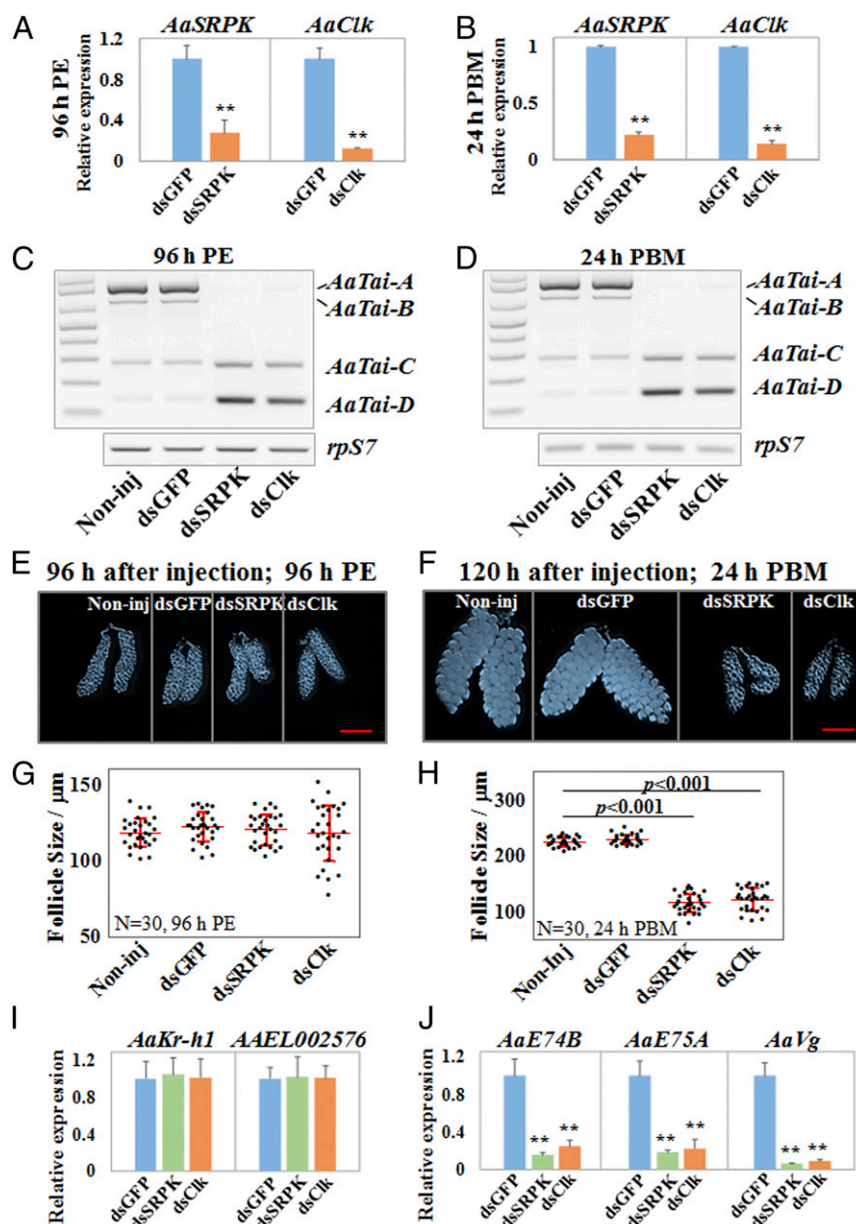 A
AaSRPK AaClk
1.2
0.8
0.4
0
96 h PE
Relative expression
**
**
dsGFP dsSRPK dsGFP dsClk
B
AaSRPK AaClk
1
0.5
0
24 h PBM
Relative expression
**
**
dsGFP dsSRPK dsGFP dsClk
C
96 h PE
AaTai-A
AaTai-B
AaTai-C
AaTai-D
rpS7
Non-inj dsGFP dsSRPK dsClk
D
24 h PBM
AaTai-A
AaTai-B
AaTai-C
AaTai-D
rpS7
Non-inj dsGFP dsSRPK dsClk
E
96 h after injection; 96 h PE
Non-inj dsGFP dsSRPK dsClk
F
120 h after injection; 24 h PBM
Non-inj dsGFP dsSRPK dsClk
G
Follicle Size / μm
150
100
50
N=30, 96 h PE
Non-inj dsGFP dsSRPK dsClk
H
Follicle Size / μm
300
200
100
p<0.001
p<0.001
N=30, 24 h PBM
Non-Inj dsGFP dsSRPK dsClk
I
AaKr-h1 AAEL002576
Relative expression
1.2
0.8
0.4
0
dsGFP dsSRPK dsClk dsGFP dsSRPK dsClk
J
AaE74B AaE75A AaVg
Relative expression
1.2
0.8
0.4
0
** ** ** ** ** **
dsGFP dsSRPK dsClk dsGFP dsSRPK dsClk dsGFP dsSRPK dsClk